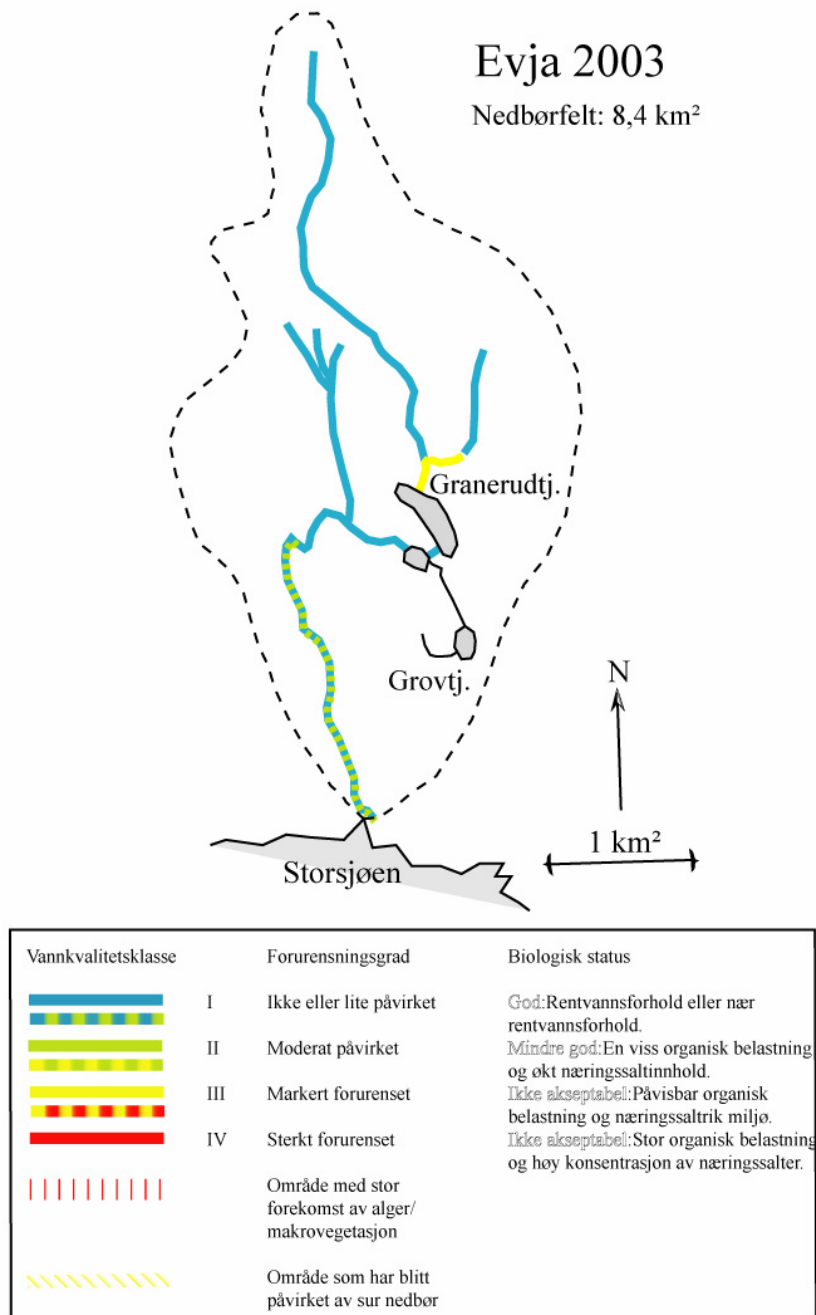 Evja 2003
Nedbørfelt: 8,4 km²
Granerudtj.
Grovtj.
N
1 km²
Storsjøen
Vannkvalitetsklasse Forurensningsgrad Biologisk status
I Ikke eller lite påvirket God:Rentvannsforhold eller nær
rentvannsforhold.
II Moderat påvirket Mindre god:En viss organisk belastning
og økt næringssaltinnhold.
III Markert forurenset Ikke akseptabel:Påvisbar organisk
belastning og næringssaltrik miljø.
IV Sterkt forurenset Ikke akseptabel:Stor organisk belastning
og høy konsentrasjon av næringssalter.
Område med stor
forekomst av alger/
makrovegetasjon
Område som har blitt
påvirket av sur nedbør